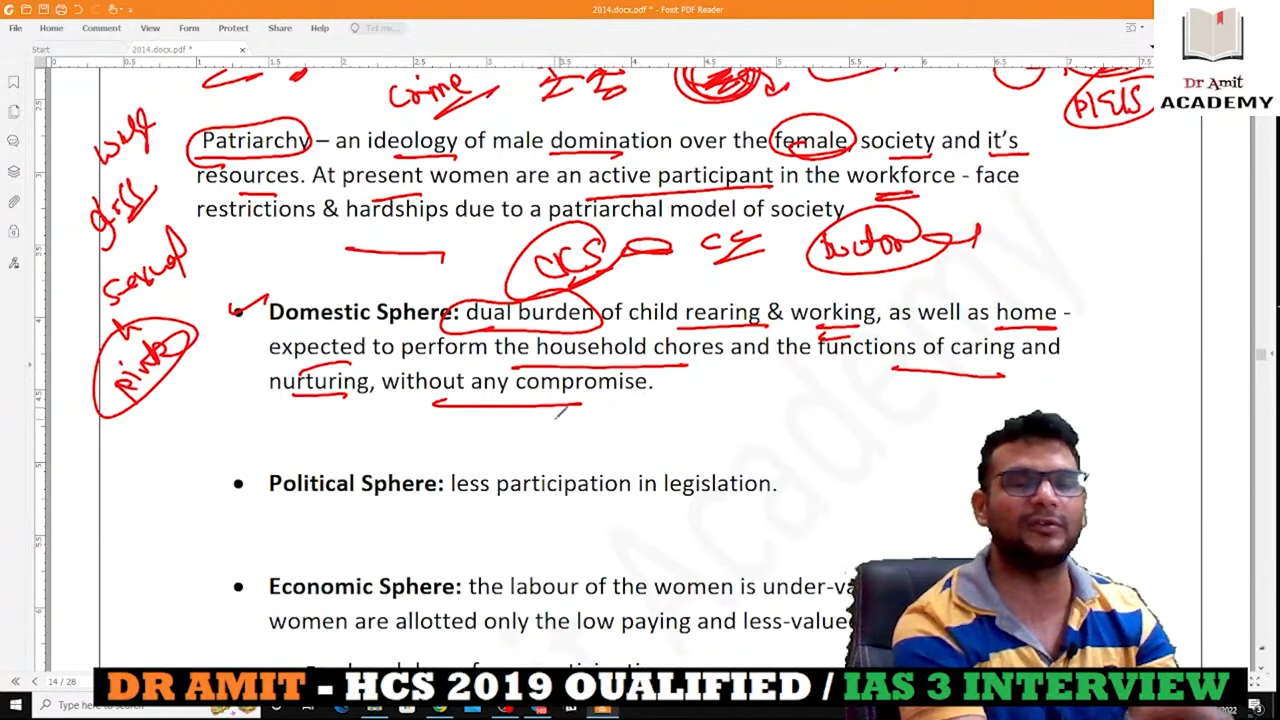 2014.docx.pdf * - Foxit PDF Reader
File Home Comment View Form Protect Share Help Tell me...
Start 2014.docx.pdf *
Dr Amit
ACADEMY
crime
Patriarchy – an ideology of male domination over the female, society and it's
resources. At present women are an active participant in the workforce - face
restrictions & hardships due to a patriarchal model of society
glass
sexual
pink
Doctor
• Domestic Sphere: dual burden of child rearing & working, as well as home -
expected to perform the household chores and the functions of caring and
nurturing, without any compromise.
• Political Sphere: less participation in legislation.
• Economic Sphere: the labour of the women is under-va
women are allotted only the low paying and less-value
14 / 28
DR AMIT - HCS 2019 QUALIFIED / IAS 3 INTERVIEW
Type here to search